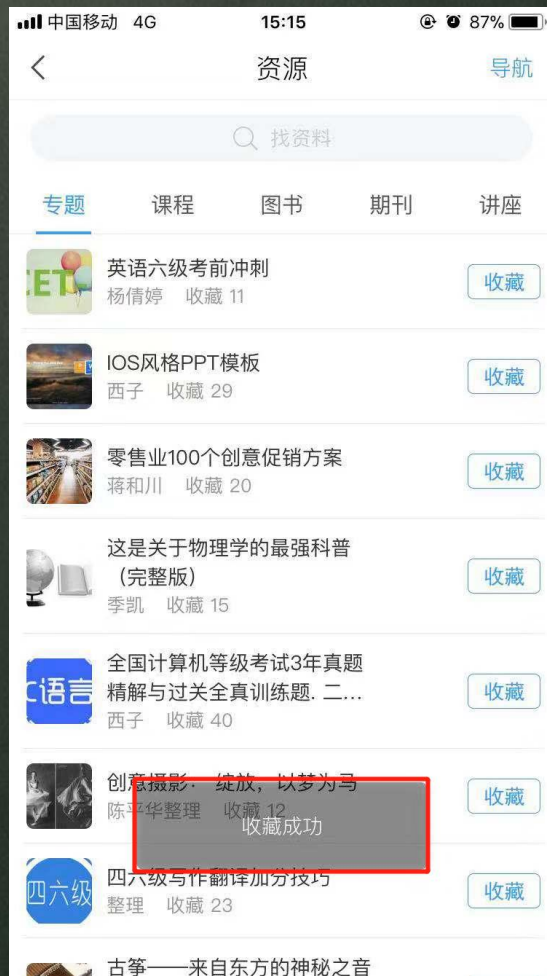 中国移动 4G 15:15 87%
资源 导航
找资料
专题 课程 图书 期刊 讲座
CET
英语六级考前冲刺
杨倩婷 收藏 11
收藏
IOS风格PPT模板
西子 收藏 29
收藏
零售业100个创意促销方案
蒋和川 收藏 20
收藏
这是关于物理学的最强科普
(完整版)
季凯 收藏 15
收藏
C语言
全国计算机等级考试3年真题
精解与过关全真训练题. 二...
西子 收藏 40
收藏
创意摄影： 绽放，以梦为马
陈平华整理 收藏 12
收藏
收藏成功
四六级
四六级写作翻译加分技巧
整理 收藏 23
收藏
古筝——来自东方的神秘之音